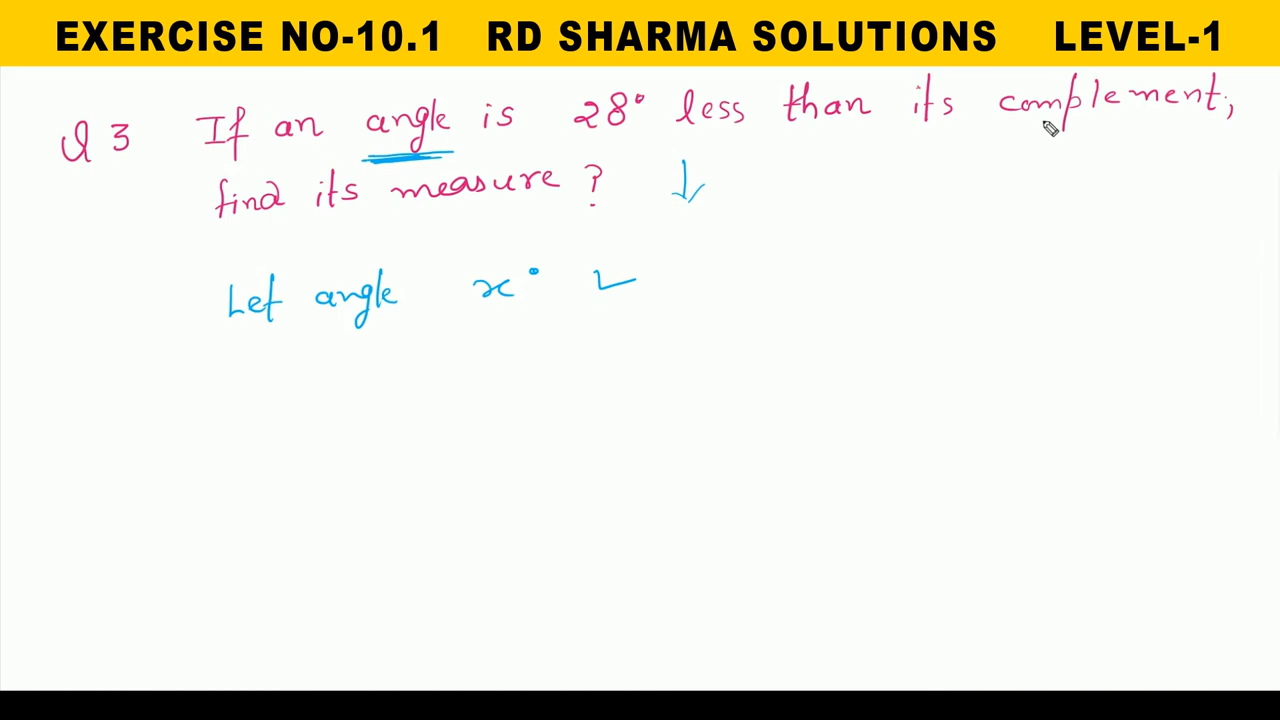 EXERCISE NO-10.1 RD SHARMA SOLUTIONS LEVEL-1
Q 3 If an angle is 28° less than its complement;
find its measure?
Let angle x°